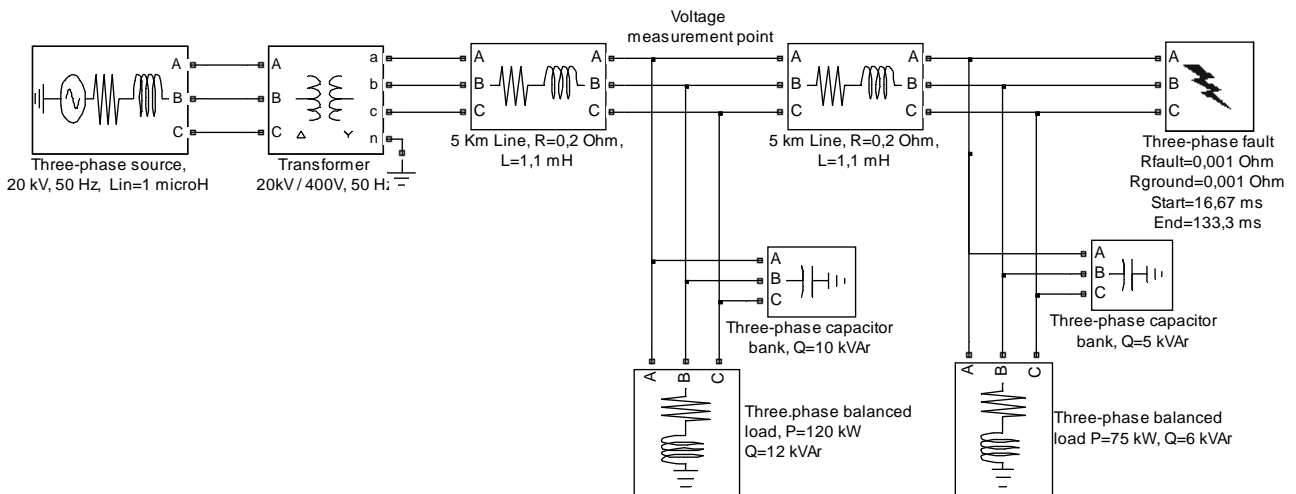 Voltage
measurement point
A
B
C
Three-phase source,
20 kV, 50 Hz, Lin=1 microH
A
B
C
a
b
c
n
Transformer
20kV / 400V, 50 Hz
A
B
C
A
B
C
5 Km Line, R=0,2 Ohm,
L=1,1 mH
A
B
C
A
B
C
5 km Line, R=0,2 Ohm,
L=1,1 mH
A
B
C
Three-phase fault
Rfault=0,001 Ohm
Rground=0,001 Ohm
Start=16,67 ms
End=133,3 ms
A
B
C
Three-phase capacitor
bank, Q=10 kVAr
A
B
C
Three-phase capacitor
bank, Q=5 kVAr
A
B
C
Three.phase balanced
load, P=120 kW
Q=12 kVAr
A
B
C
Three-phase balanced
load P=75 kW, Q=6 kVAr